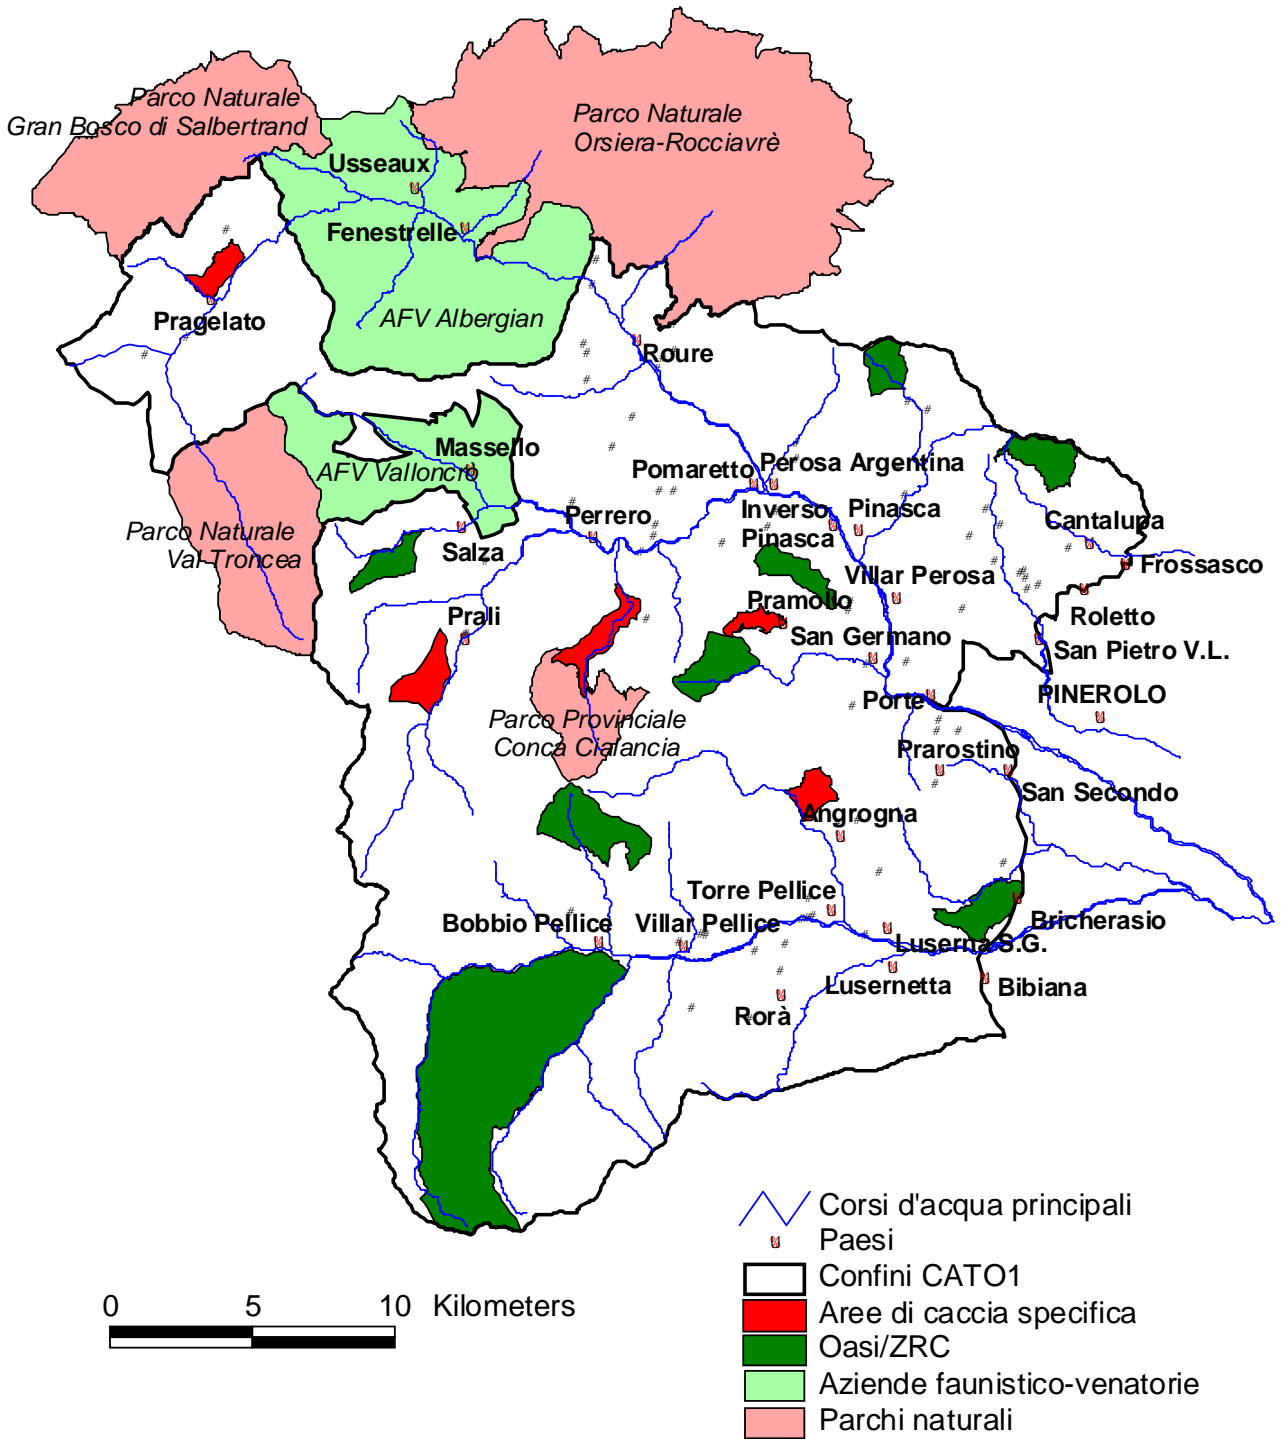 Parco Naturale
Gran Bosco di Salbertrand
Parco Naturale
Orsiera-Rocciavrè
Usseaux
Fenestrelle
AFV Albergian
Pragelato
Roure
Massello
AFV Valloncrò
Pomaretto
Perosa Argentina
Inverso
Pinasca
Pinasca
Perrero
Cantalupa
Parco Naturale
Val Troncea
Salza
Frossasco
Villar Perosa
Pramollo
Roletto
Prali
San Germano
San Pietro V.L.
Porte
PINEROLO
Parco Provinciale
Conca Cialancia
Prarostino
San Secondo
Angrogna
Torre Pellice
Bobbio Pellice
Villar Pellice
Bricherasio
Luserna S.G.
Lusernetta
Bibiana
Rorà
Corsi d'acqua principali
Paesi
Confini CATO1
0 5 10 Kilometers
Aree di caccia specifica
Oasi/ZRC
Aziende faunistico-venatorie
Parchi naturali